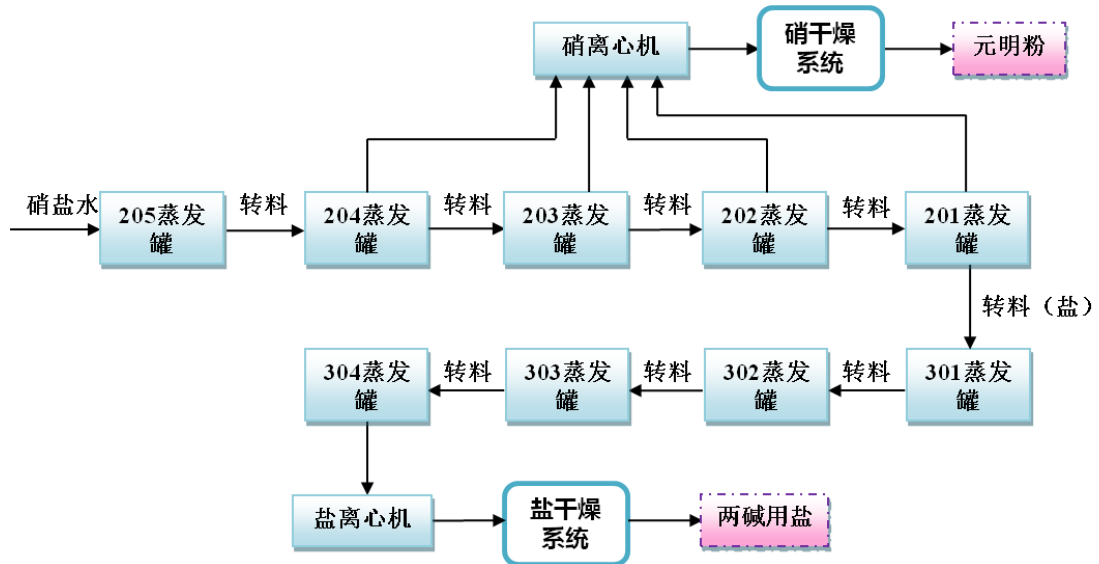 硝离心机
硝干燥
系统
元明粉
硝盐水
205蒸发
罐
转料
204蒸发
罐
转料
203蒸发
罐
转料
202蒸发
罐
转料
201蒸发
罐
转料（盐）
304蒸发
罐
转料
303蒸发
罐
转料
302蒸发
罐
转料
301蒸发
罐
盐离心机
盐干燥
系统
两碱用盐